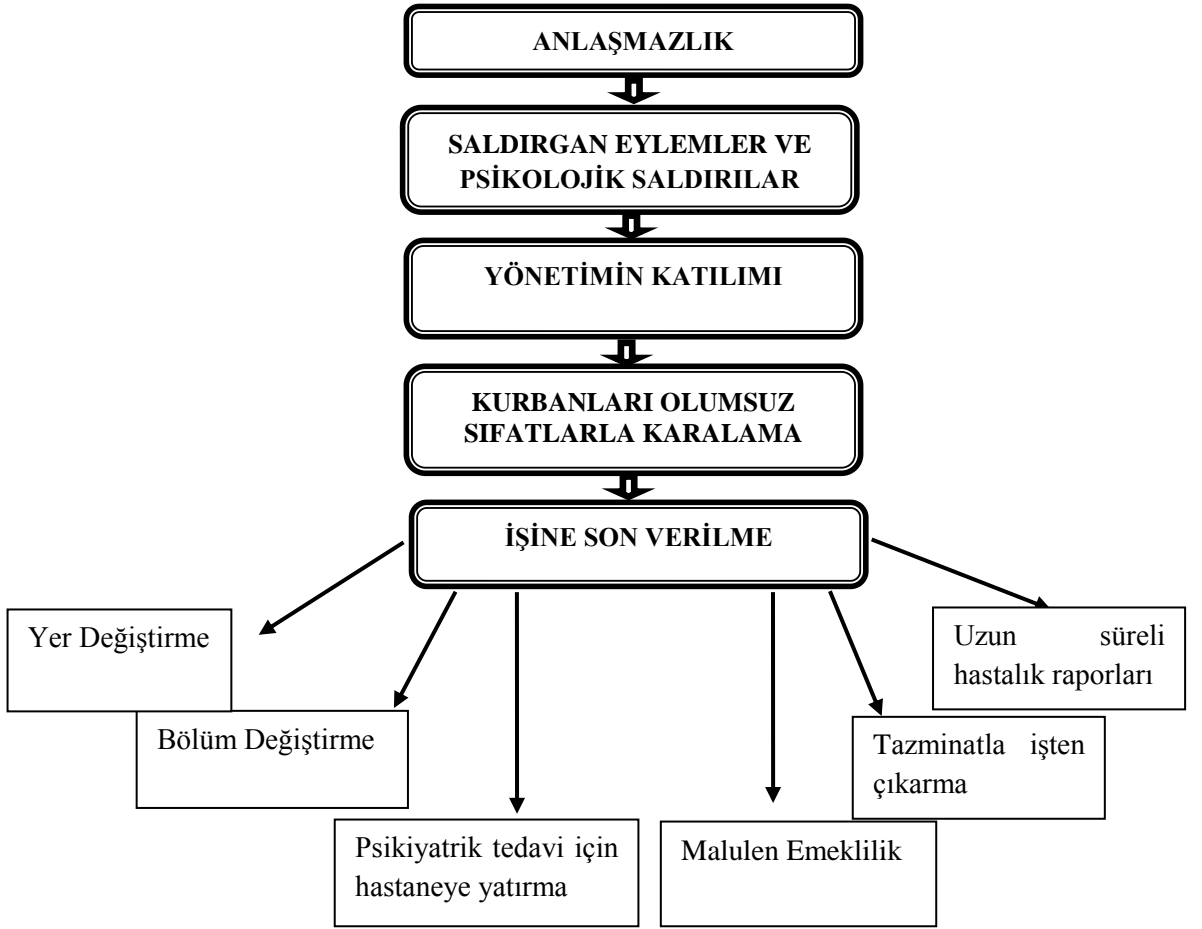 ANLAŞMAZLIK
SALDIRGAN EYLEMLER VE
PSİKOLOJİK SALDIRILAR
YÖNETİMİN KATILIMI
KURBANLARI OLUMSUZ
SIFATLARLA KARALAMA
İŞİNE SON VERİLME
Yer Değiştirme
Bölüm Değiştirme
Psikiyatrik tedavi için
hastaneye yatırma
Malulen Emeklilik
Tazminatla işten
çıkarma
Uzun süreli
hastalık raporları